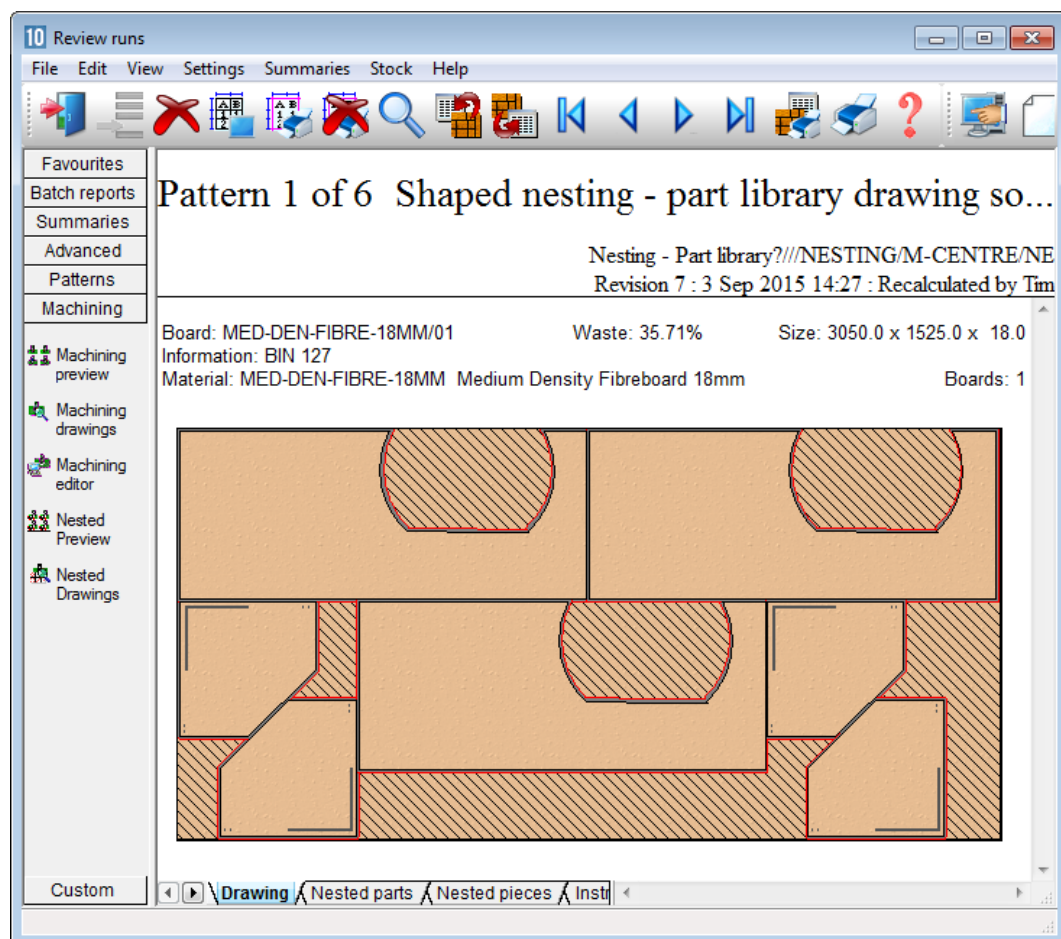 10 Review runs
File Edit View Settings Summaries Stock Help
Favourites
Batch reports
Summaries
Advanced
Patterns
Machining
Machining
preview
Machining
drawings
Machining
editor
Nested
Preview
Nested
Drawings
Custom
Pattern 1 of 6 Shaped nesting - part library drawing so...
Nesting - Part library?///NESTING/M-CENTRE/NE
Revision 7 : 3 Sep 2015 14:27 : Recalculated by Tim
Board: MED-DEN-FIBRE-18MM/01 Waste: 35.71% Size: 3050.0 x 1525.0 x 18.0
Information: BIN 127
Material: MED-DEN-FIBRE-18MM Medium Density Fibreboard 18mm Boards: 1
Drawing Nested parts Nested pieces Instr